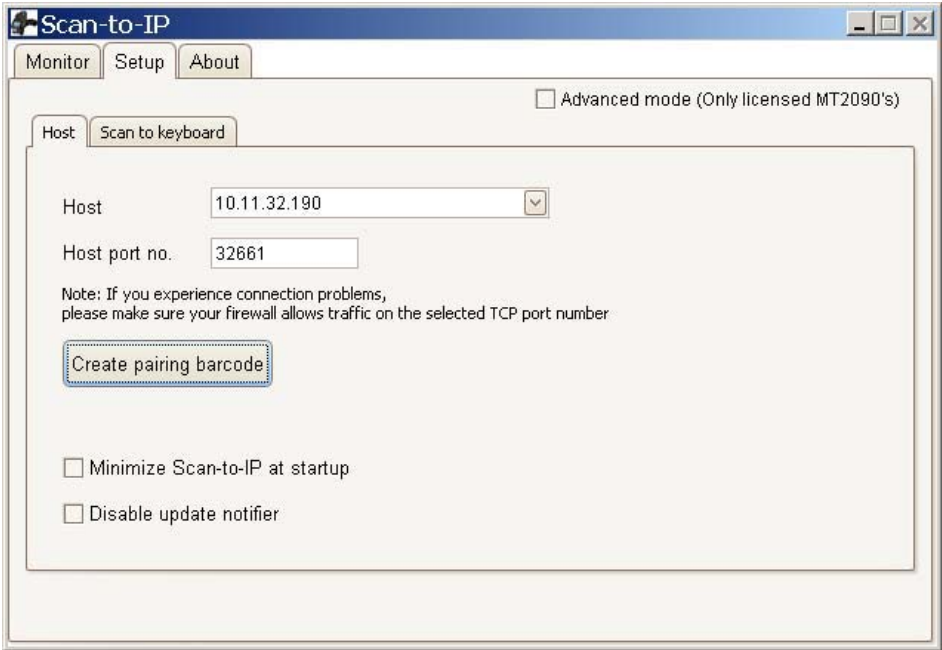 Scan-to-IP
Monitor Setup About
Advanced mode (Only licensed MT2090's)
Host Scan to keyboard
Host 10.11.32.190
Host port no. 32661
Note: If you experience connection problems,
please make sure your firewall allows traffic on the selected TCP port number
Create pairing barcode
Minimize Scan-to-IP at startup
Disable update notifier